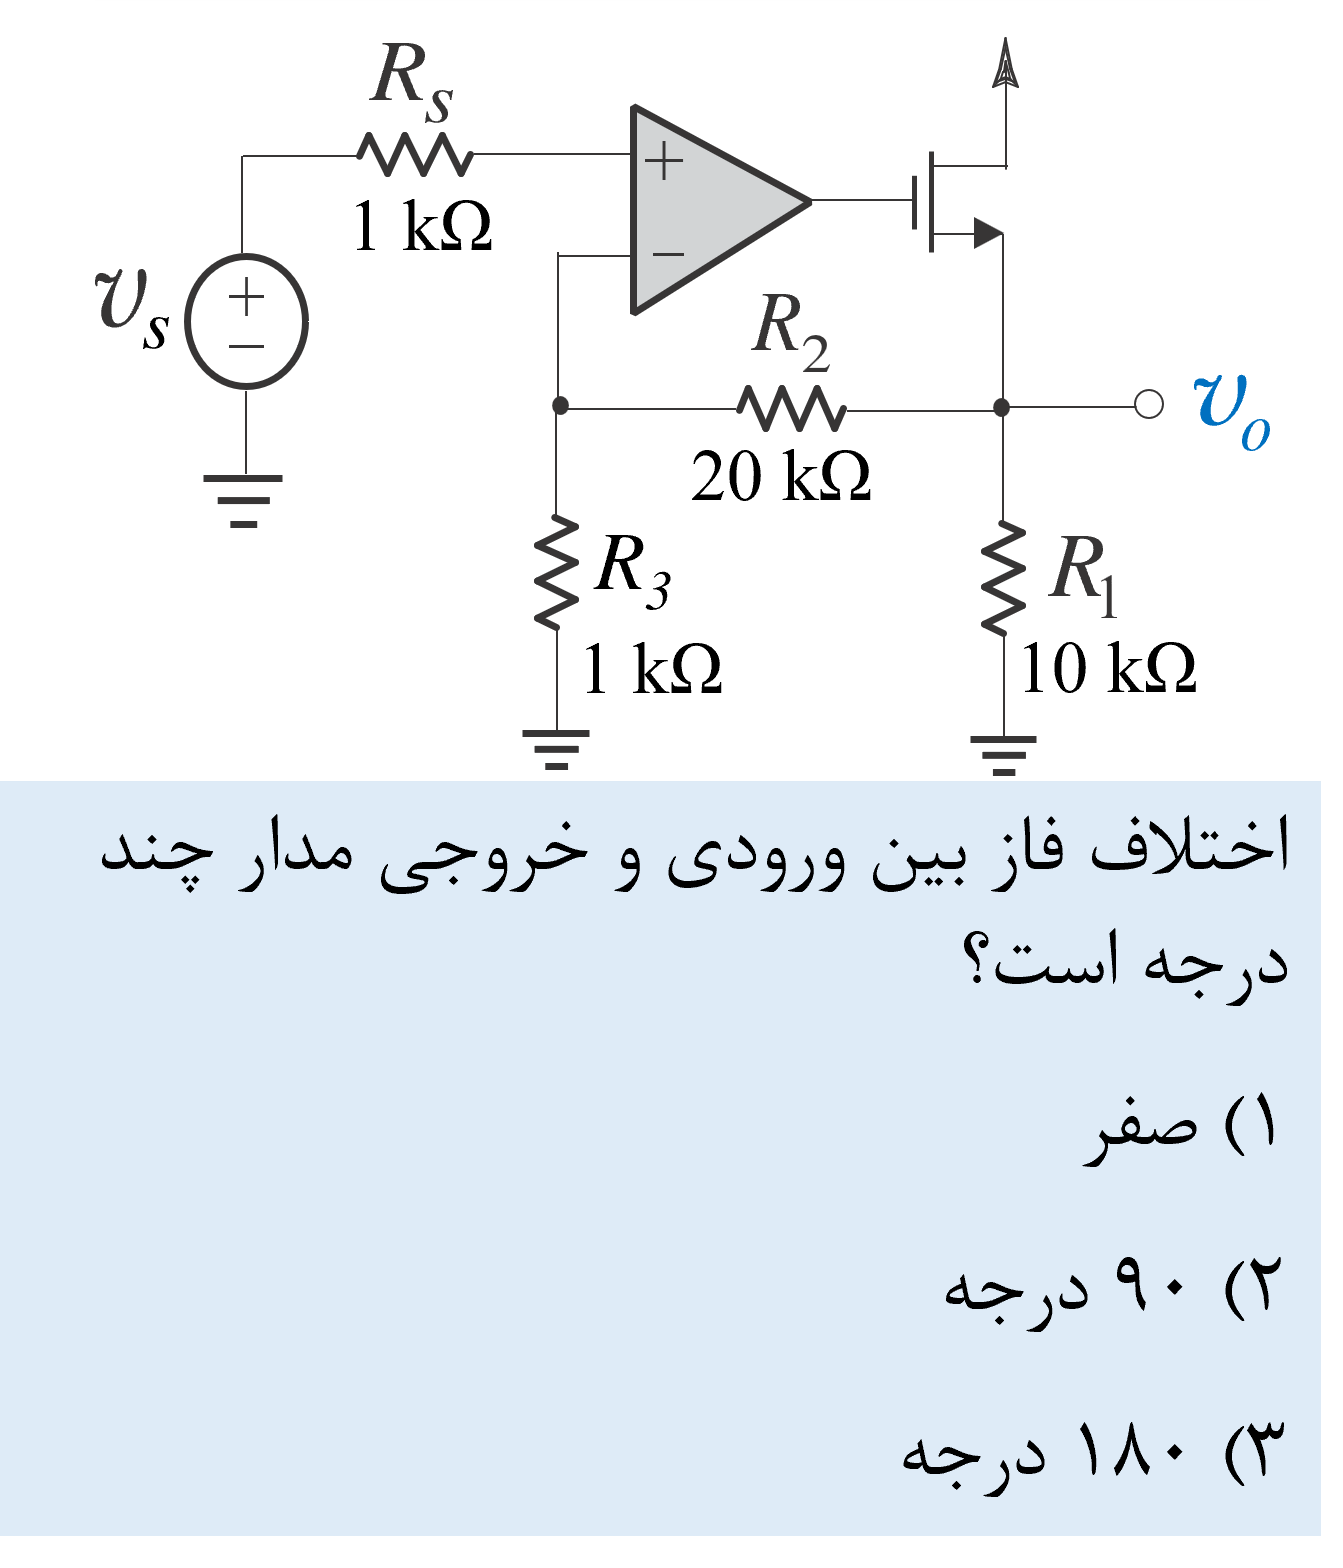 R_s
1 kΩ
+
−
v_s
+
−
R_2
20 kΩ
v_o
R_3
1 kΩ
R_1
10 kΩ
اختلاف فاز بین ورودی و خروجی مدار چند
درجه است؟
۱) صفر
۲) ۹۰ درجه
۳) ۱۸۰ درجه